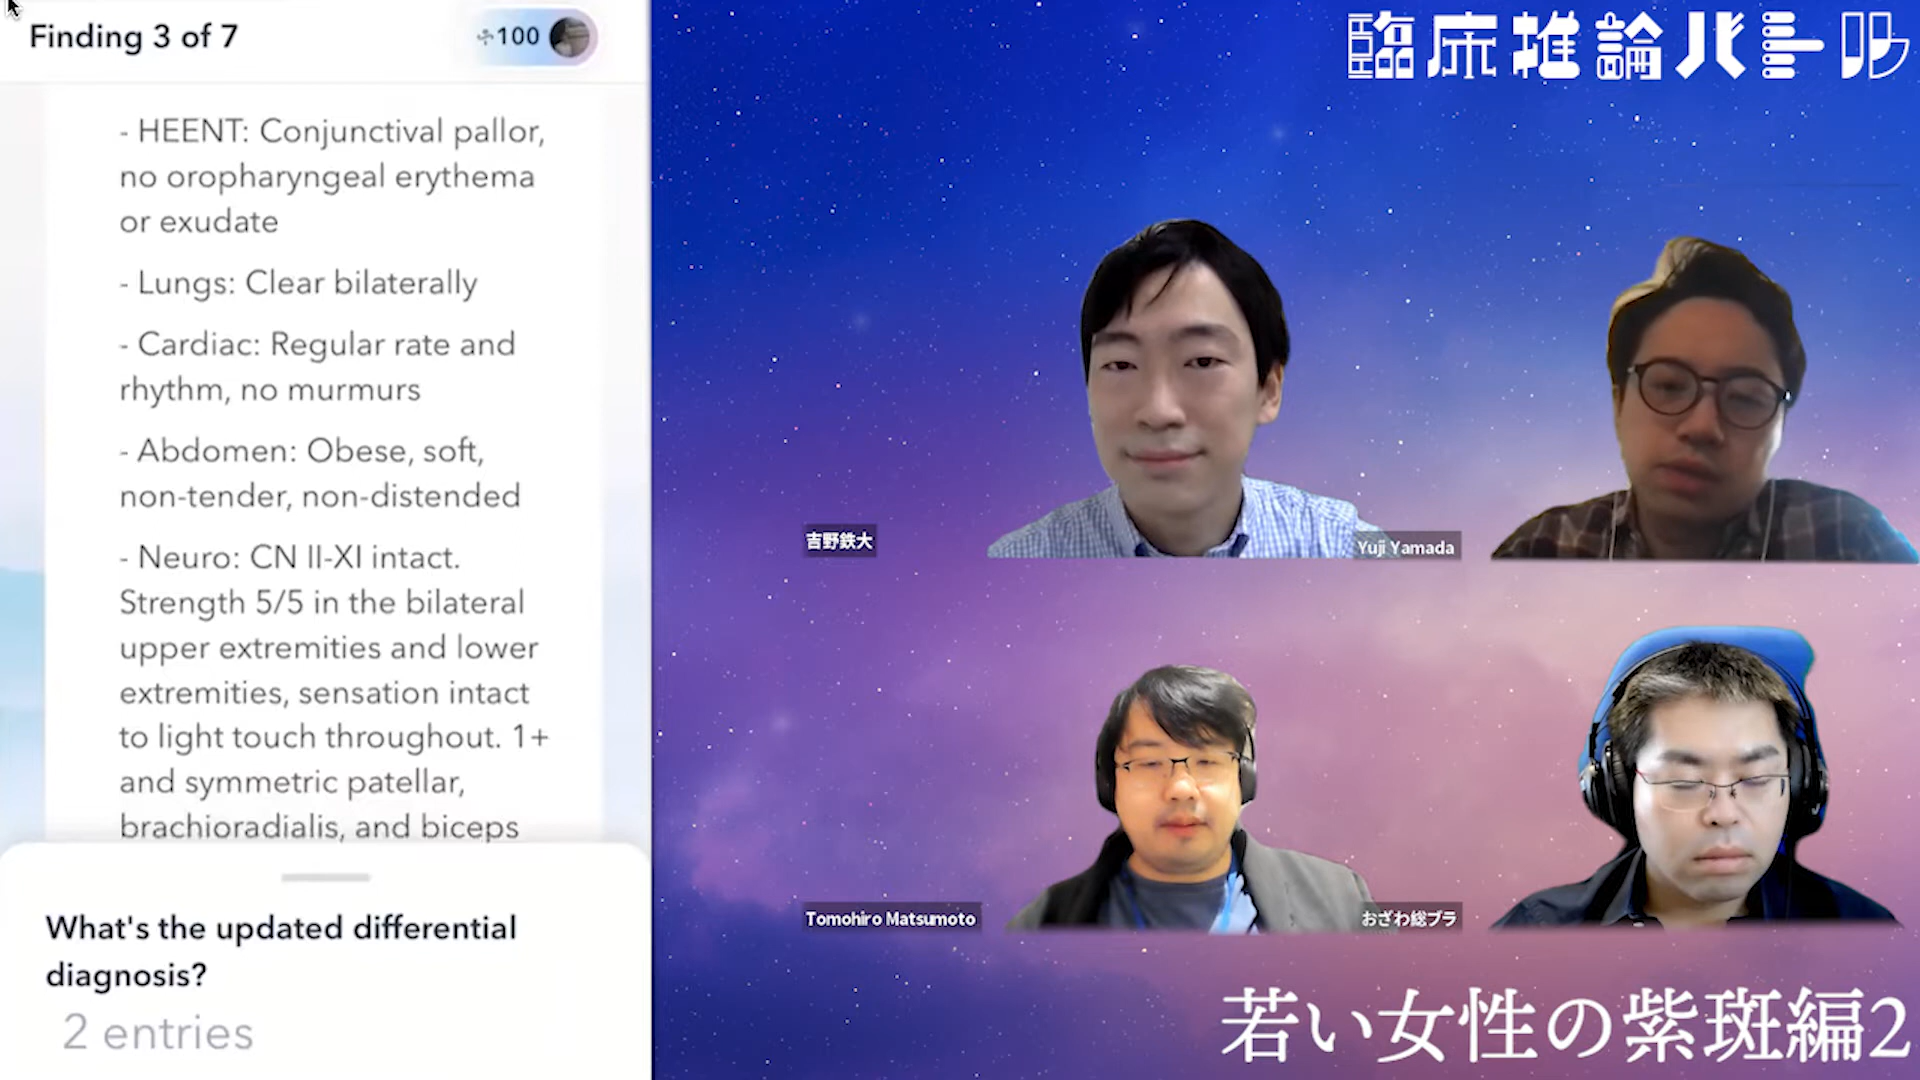 Finding 3 of 7
100
- HEENT: Conjunctival pallor,
no oropharyngeal erythema
or exudate
- Lungs: Clear bilaterally
- Cardiac: Regular rate and
rhythm, no murmurs
- Abdomen: Obese, soft,
non-tender, non-distended
- Neuro: CN II-XI intact.
Strength 5/5 in the bilateral
upper extremities and lower
extremities, sensation intact
to light touch throughout. 1+
and symmetric patellar,
brachioradialis, and biceps
What's the updated differential
diagnosis?
2 entries
臨床推論バトル
吉野鉄大
Yuji Yamada
Tomohiro Matsumoto
おざわ総ブラ
若い女性の紫斑編2